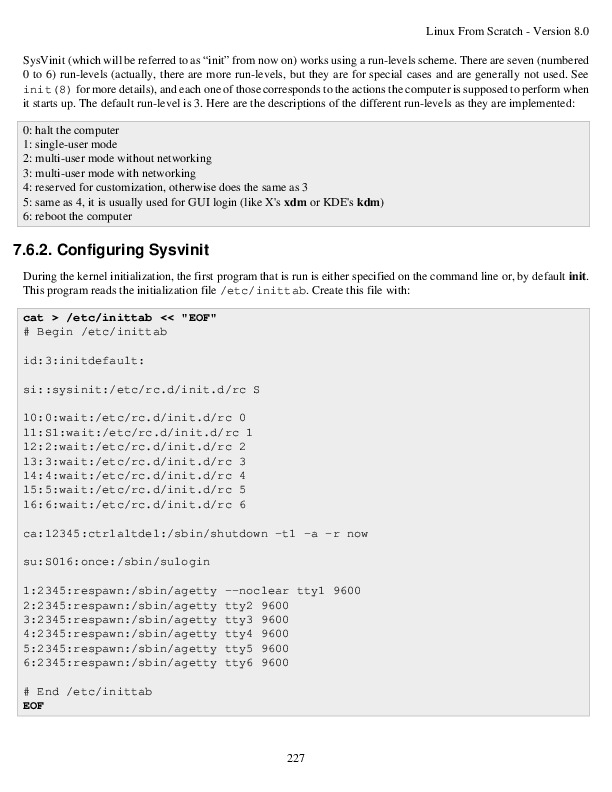 Linux From Scratch - Version 8.0
SysVinit (which will be referred to as “init” from now on) works using a run-levels scheme. There are seven (numbered
0 to 6) run-levels (actually, there are more run-levels, but they are for special cases and are generally not used. See
init(8) for more details), and each one of those corresponds to the actions the computer is supposed to perform when
it starts up. The default run-level is 3. Here are the descriptions of the different run-levels as they are implemented:
0: halt the computer
1: single-user mode
2: multi-user mode without networking
3: multi-user mode with networking
4: reserved for customization, otherwise does the same as 3
5: same as 4, it is usually used for GUI login (like X's xdm or KDE's kdm)
6: reboot the computer
7.6.2. Configuring Sysvinit
During the kernel initialization, the first program that is run is either specified on the command line or, by default init.
This program reads the initialization file /etc/inittab. Create this file with:
cat > /etc/inittab << "EOF"
# Begin /etc/inittab
id:3:initdefault:
si::sysinit:/etc/rc.d/init.d/rc S
l0:0:wait:/etc/rc.d/init.d/rc 0
l1:S1:wait:/etc/rc.d/init.d/rc 1
l2:2:wait:/etc/rc.d/init.d/rc 2
l3:3:wait:/etc/rc.d/init.d/rc 3
l4:4:wait:/etc/rc.d/init.d/rc 4
l5:5:wait:/etc/rc.d/init.d/rc 5
l6:6:wait:/etc/rc.d/init.d/rc 6
ca:12345:ctrlaltdel:/sbin/shutdown -t1 -a -r now
su:S016:once:/sbin/sulogin
1:2345:respawn:/sbin/agetty --noclear tty1 9600
2:2345:respawn:/sbin/agetty tty2 9600
3:2345:respawn:/sbin/agetty tty3 9600
4:2345:respawn:/sbin/agetty tty4 9600
5:2345:respawn:/sbin/agetty tty5 9600
6:2345:respawn:/sbin/agetty tty6 9600
# End /etc/inittab
EOF
227